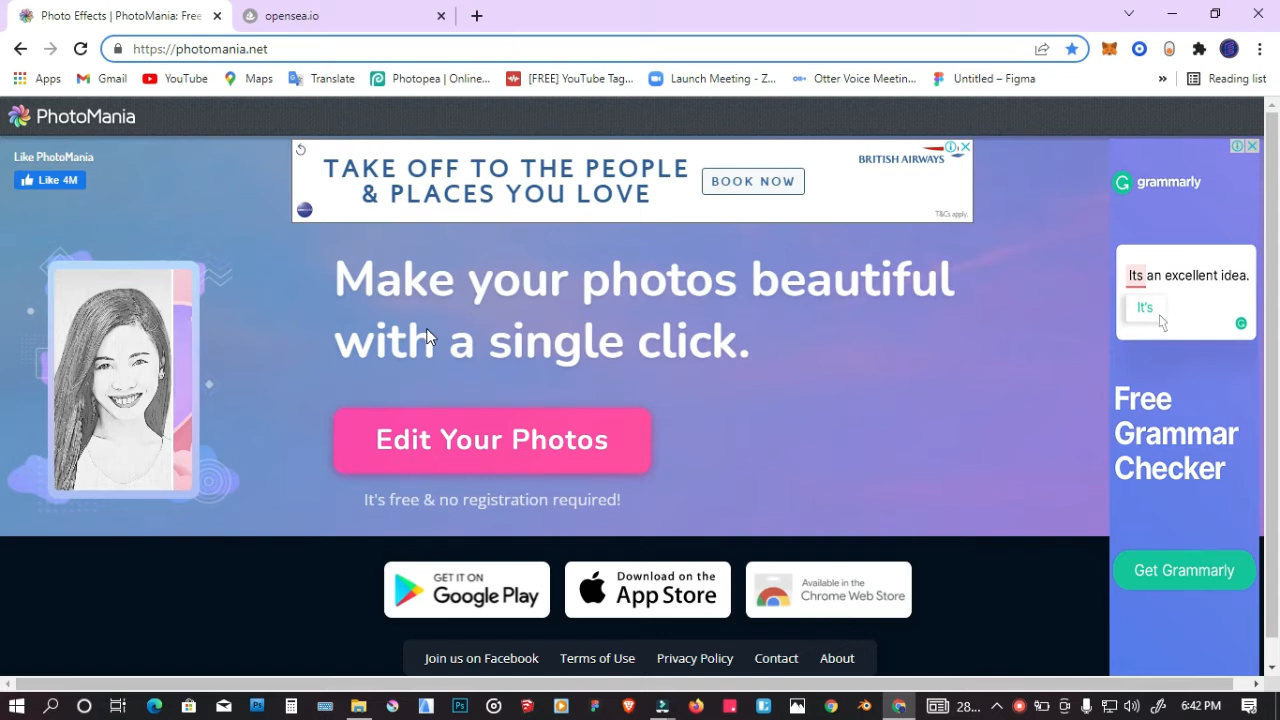 Photo Effects | PhotoMania: Free
opensea.io
https://photomania.net
Apps
Gmail
YouTube
Maps
Translate
Photopea | Online...
[FREE] YouTube Tag...
Launch Meeting - Z...
Otter Voice Meetin...
Untitled – Figma
»
Reading list
PhotoMania
Like PhotoMania
Like 4M
TAKE OFF TO THE PEOPLE
& PLACES YOU LOVE
BOOK NOW
BRITISH AIRWAYS
T&Cs apply.
grammarly
Its an excellent idea.
It's
Free
Grammar
Checker
Get Grammarly
Make your photos beautiful
with a single click.
Edit Your Photos
It's free & no registration required!
GET IT ON
Google Play
Download on the
App Store
Available in the
Chrome Web Store
Join us on Facebook
Terms of Use
Privacy Policy
Contact
About
28...
6:42 PM